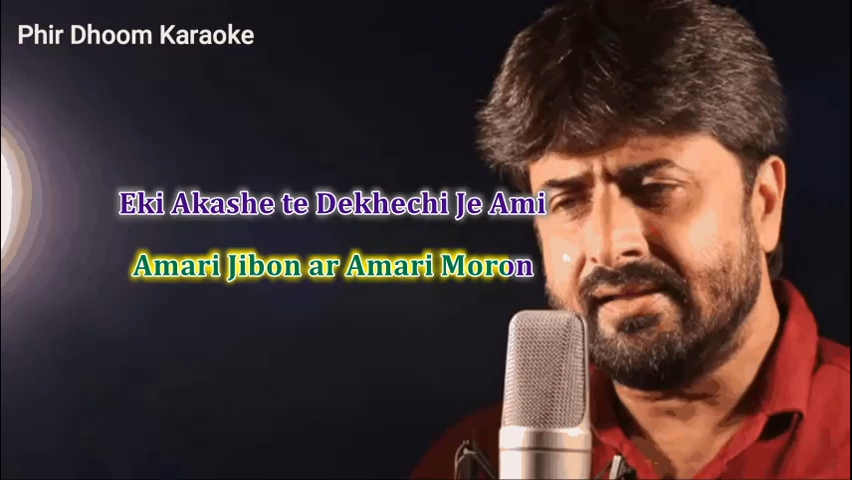 Phir Dhoom Karaoke
Eki Akashe te Dekhechi Je Ami
Amari Jibon ar Amari Moron